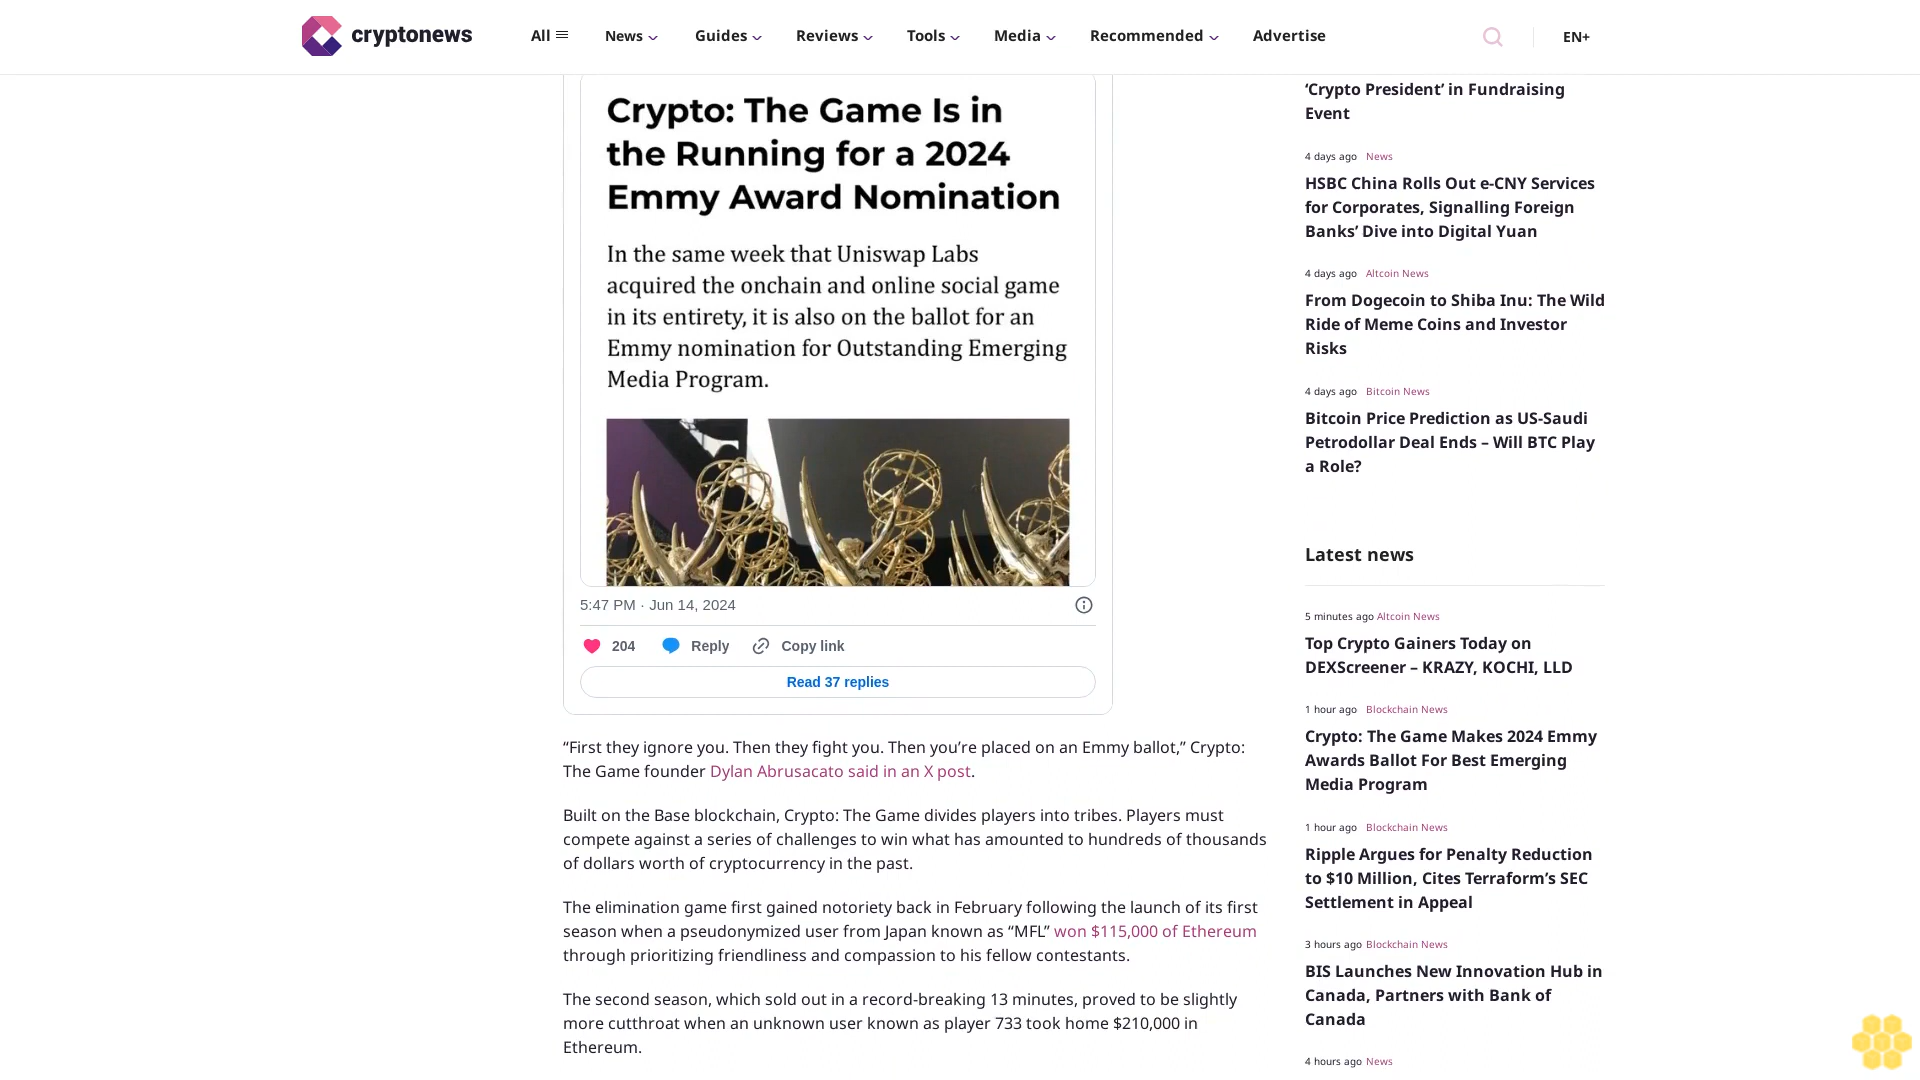 cryptonews
All
News
Guides
Reviews
Tools
Media
Recommended
Advertise
EN+
Crypto: The Game Is in
the Running for a 2024
Emmy Award Nomination
In the same week that Uniswap Labs
acquired the onchain and online social game
in its entirety, it is also on the ballot for an
Emmy nomination for Outstanding Emerging
Media Program.
5:47 PM · Jun 14, 2024
204
Reply
Copy link
Read 37 replies
“First they ignore you. Then they fight you. Then you’re placed on an Emmy ballot,” Crypto:
The Game founder Dylan Abrusacato said in an X post.
Built on the Base blockchain, Crypto: The Game divides players into tribes. Players must
compete against a series of challenges to win what has amounted to hundreds of thousands
of dollars worth of cryptocurrency in the past.
The elimination game first gained notoriety back in February following the launch of its first
season when a pseudonymized user from Japan known as “MFL” won $115,000 of Ethereum
through prioritizing friendliness and compassion to his fellow contestants.
The second season, which sold out in a record-breaking 13 minutes, proved to be slightly
more cutthroat when an unknown user known as player 733 took home $210,000 in
Ethereum.
‘Crypto President’ in Fundraising
Event
4 days ago News
HSBC China Rolls Out e-CNY Services
for Corporates, Signalling Foreign
Banks’ Dive into Digital Yuan
4 days ago Altcoin News
From Dogecoin to Shiba Inu: The Wild
Ride of Meme Coins and Investor
Risks
4 days ago Bitcoin News
Bitcoin Price Prediction as US-Saudi
Petrodollar Deal Ends – Will BTC Play
a Role?
Latest news
5 minutes ago Altcoin News
Top Crypto Gainers Today on
DEXScreener – KRAZY, KOCHI, LLD
1 hour ago Blockchain News
Crypto: The Game Makes 2024 Emmy
Awards Ballot For Best Emerging
Media Program
1 hour ago Blockchain News
Ripple Argues for Penalty Reduction
to $10 Million, Cites Terraform’s SEC
Settlement in Appeal
3 hours ago Blockchain News
BIS Launches New Innovation Hub in
Canada, Partners with Bank of
Canada
4 hours ago News